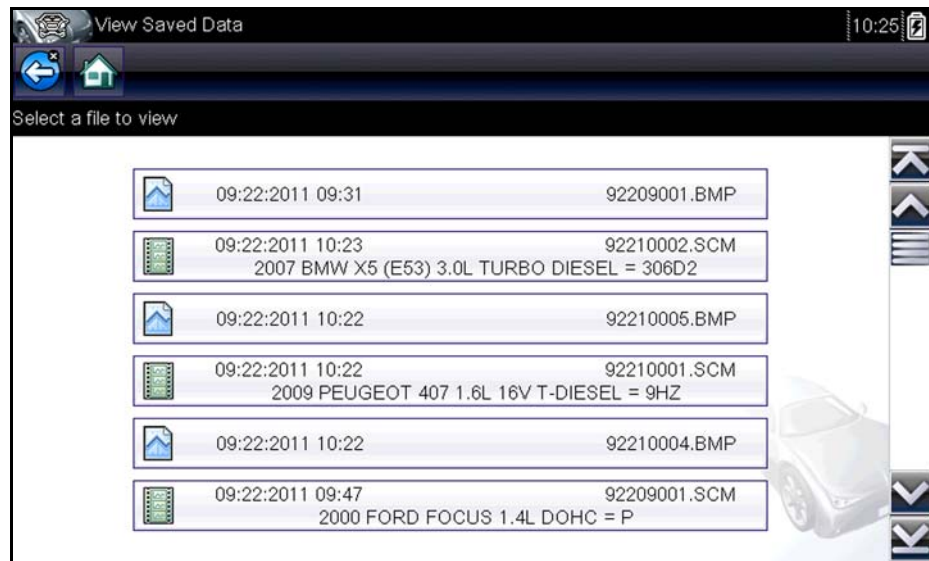 View Saved Data
10:25
Select a file to view
09:22:2011 09:31 92209001.BMP
09:22:2011 10:23 92210002.SCM
2007 BMW X5 (E53) 3.0L TURBO DIESEL = 306D2
09:22:2011 10:22 92210005.BMP
09:22:2011 10:22 92210001.SCM
2009 PEUGEOT 407 1.6L 16V T-DIESEL = 9HZ
09:22:2011 10:22 92210004.BMP
09:22:2011 09:47 92209001.SCM
2000 FORD FOCUS 1.4L DOHC = P